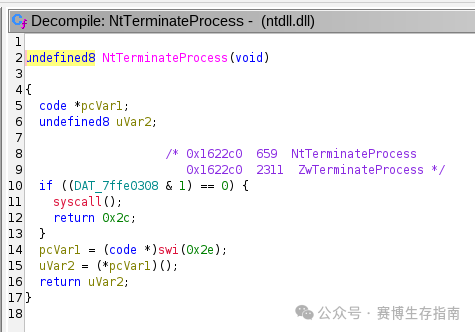 Decompile: NtTerminateProcess - (ntdll.dll)
1
2 undefined8 NtTerminateProcess(void)
3
4 {
5 code *pcVar1;
6 undefined8 uVar2;
7
8 /* 0x1622c0 659 NtTerminateProcess
9 0x1622c0 2311 ZwTerminateProcess */
10 if ((DAT_7ffe0308 & 1) == 0) {
11 syscall();
12 return 0x2c;
13 }
14 pcVar1 = (code *)swi(0x2e);
15 uVar2 = (*pcVar1)();
16 return uVar2;
17 }
18
公众号 · 赛博生存指南